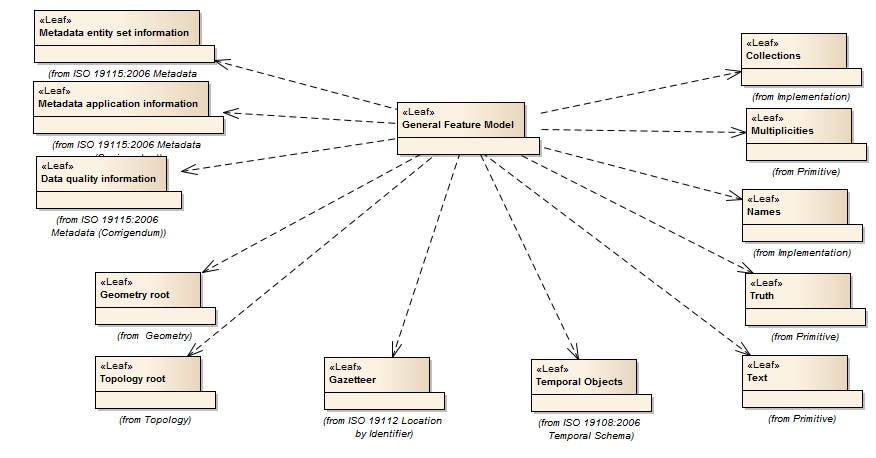 «Leaf»
Metadata entity set information
(from ISO 19115:2006 Metadata
«Leaf»
Metadata application information
(from ISO 19115:2006 Metadata
(Corrigendum))
«Leaf»
Data quality information
(from ISO 19115:2006
Metadata (Corrigendum))
«Leaf»
General Feature Model
«Leaf»
Collections
(from Implementation)
«Leaf»
Multiplicities
(from Primitive)
«Leaf»
Names
(from Implementation)
«Leaf»
Truth
(from Primitive)
«Leaf»
Text
(from Primitive)
«Leaf»
Geometry root
(from Geometry)
«Leaf»
Topology root
(from Topology)
«Leaf»
Gazetteer
(from ISO 19112 Location
by Identifier)
«Leaf»
Temporal Objects
(from ISO 19108:2006
Temporal Schema)